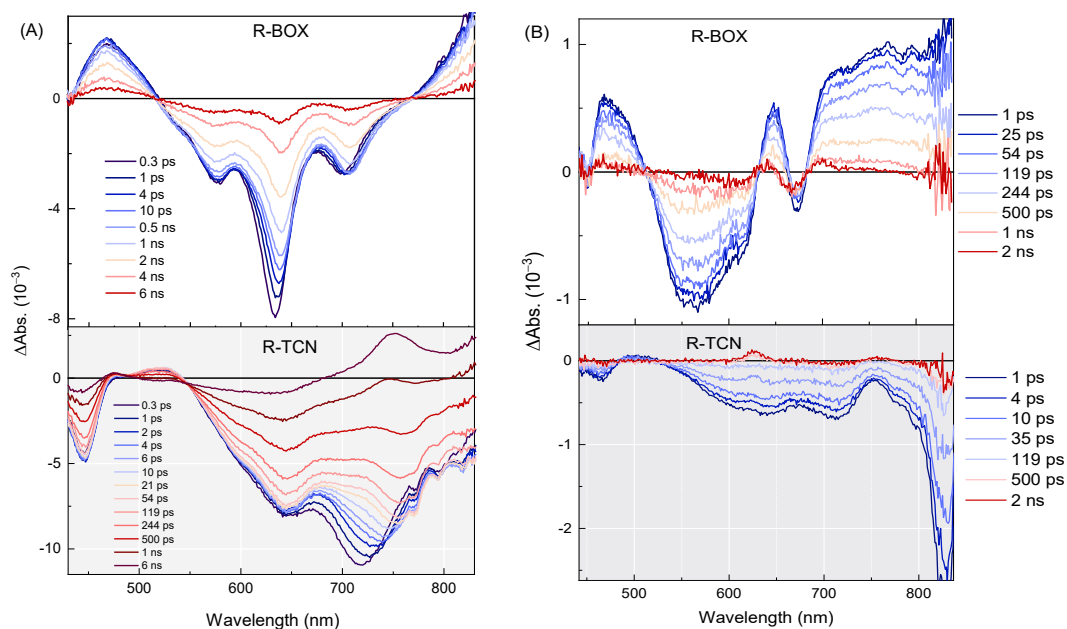 (A)
R-BOX
2
0
-4
-8
0.3 ps
1 ps
4 ps
10 ps
0.5 ns
1 ns
2 ns
4 ns
6 ns
ΔAbs. (10⁻³)
R-TCN
0
-5
-10
0.3 ps
1 ps
2 ps
4 ps
6 ps
10 ps
21 ps
54 ps
119 ps
244 ps
500 ps
1 ns
6 ns
500
600
700
800
Wavelength (nm)
(B)
R-BOX
1
0
-1
1 ps
25 ps
54 ps
119 ps
244 ps
500 ps
1 ns
2 ns
ΔAbs. (10⁻³)
R-TCN
0
-1
-2
1 ps
4 ps
10 ps
35 ps
119 ps
500 ps
2 ns
500
600
700
800
Wavelength (nm)